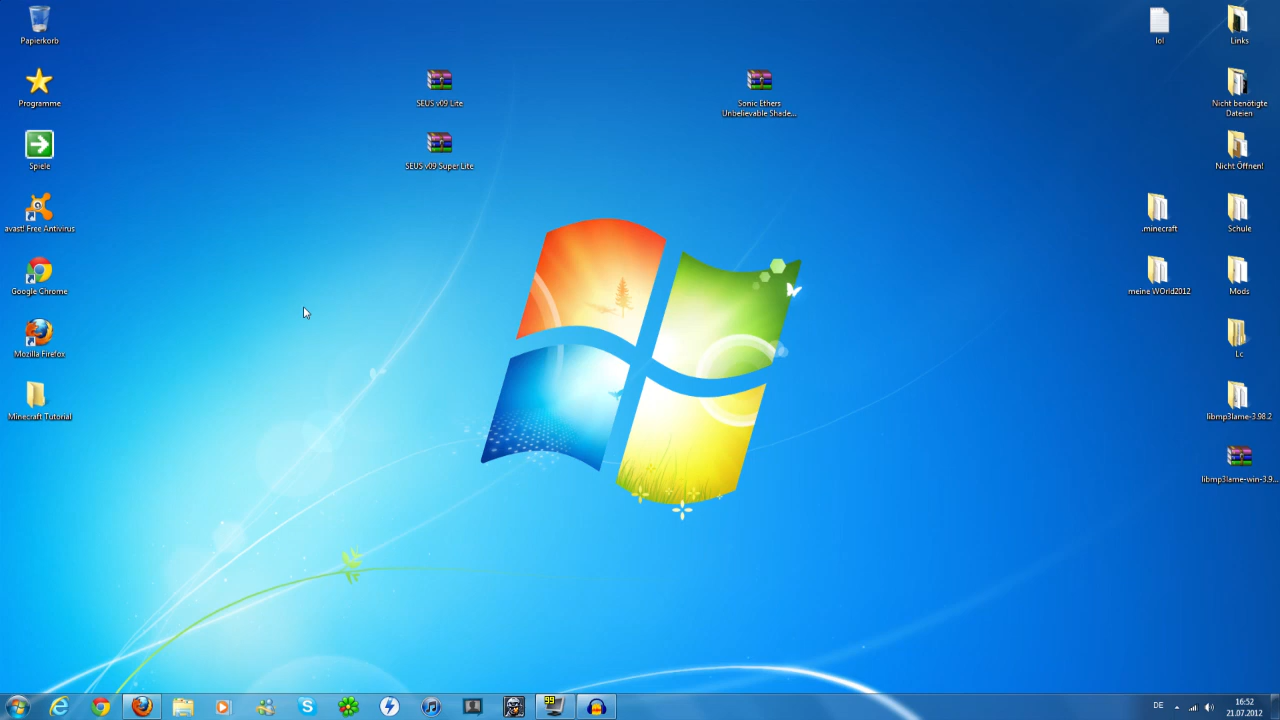 Papierkorb
Programme
Spiele
avast! Free Antivirus
Google Chrome
Mozilla Firefox
Minecraft Tutorial
SEUS v09 Lite
SEUS v09 Super Lite
Sonic Ethers
Unbelievable Shade...
lol
.minecraft
meine WOrld2012
Links
Nicht benötigte
Dateien
Nicht Öffnen!
Schule
Mods
Lc
libmp3lame-3.98.2
libmp3lame-win-3.9...
99
DE
16:52
21.07.2012